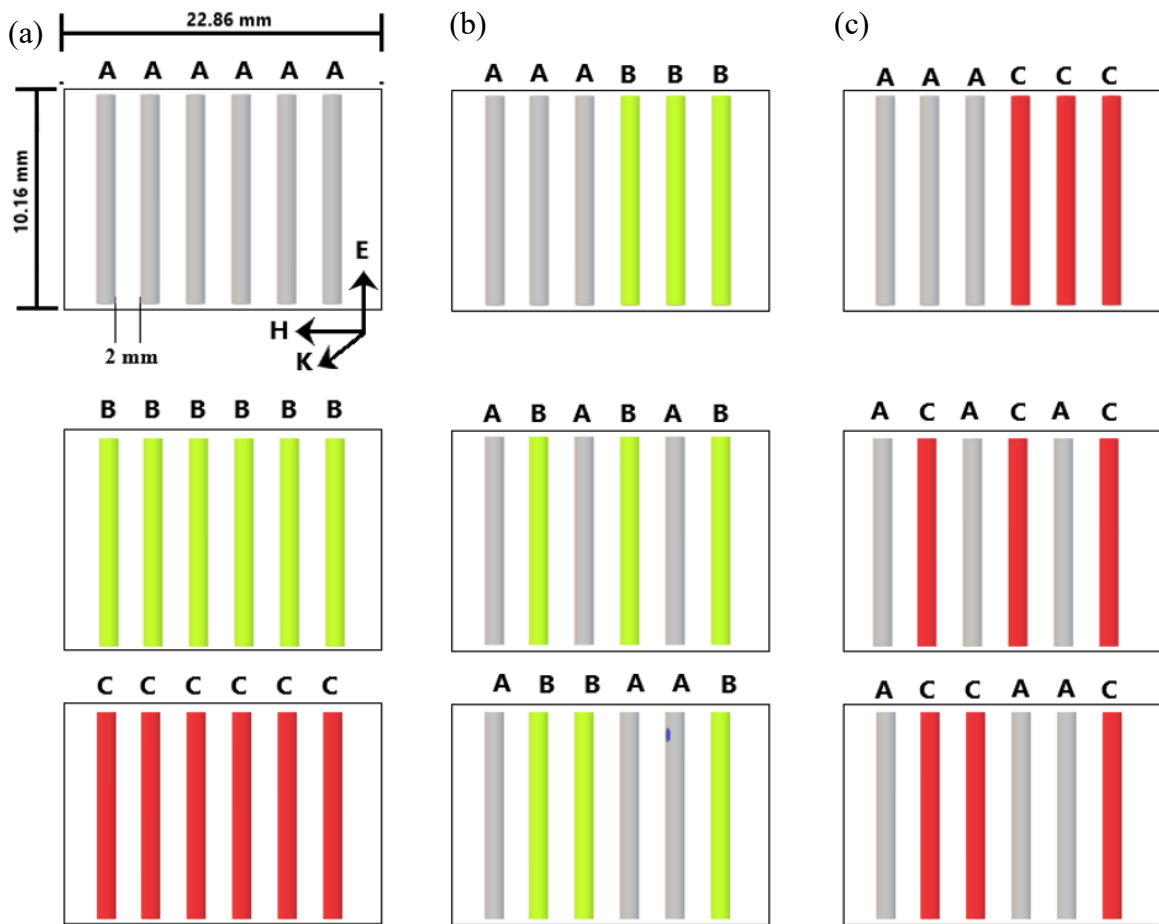 (a)
22.86 mm
A A A A A A
10.16 mm
2 mm
E
H
K
B B B B B B
C C C C C C
(b)
A A A B B B
A B A B A B
A B B A A B
(c)
A A A C C C
A C A C A C
A C C A A C